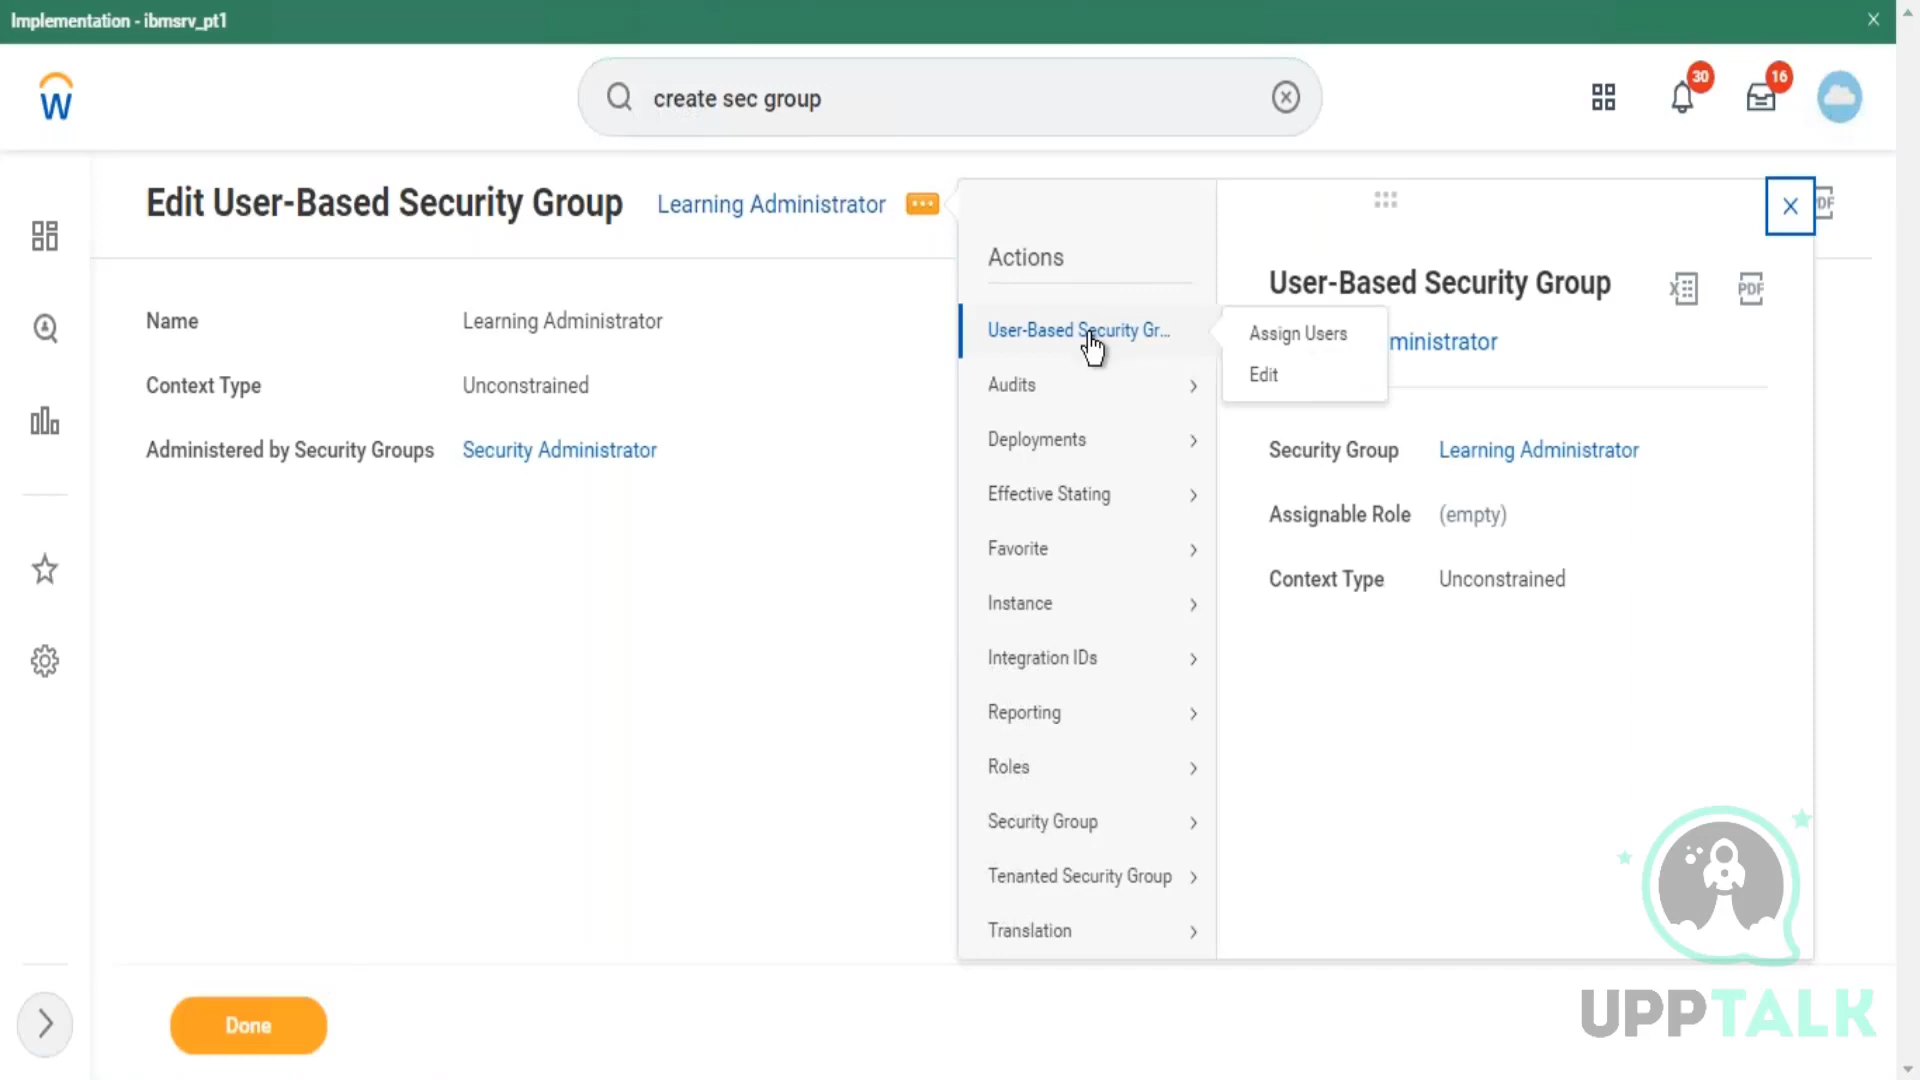 Implementation - ibmsrv_pt1
W
create sec group
30
16
Edit User-Based Security Group
Learning Administrator
PDF
Name
Learning Administrator
Context Type
Unconstrained
Administered by Security Groups
Security Administrator
Actions
User-Based Security Gr...
Audits
Deployments
Effective Stating
Favorite
Instance
Integration IDs
Reporting
Roles
Security Group
Tenanted Security Group
Translation
Assign Users
Edit
User-Based Security Group
X
PDF
ministrator
Security Group
Learning Administrator
Assignable Role
(empty)
Context Type
Unconstrained
Done
UPPTALK